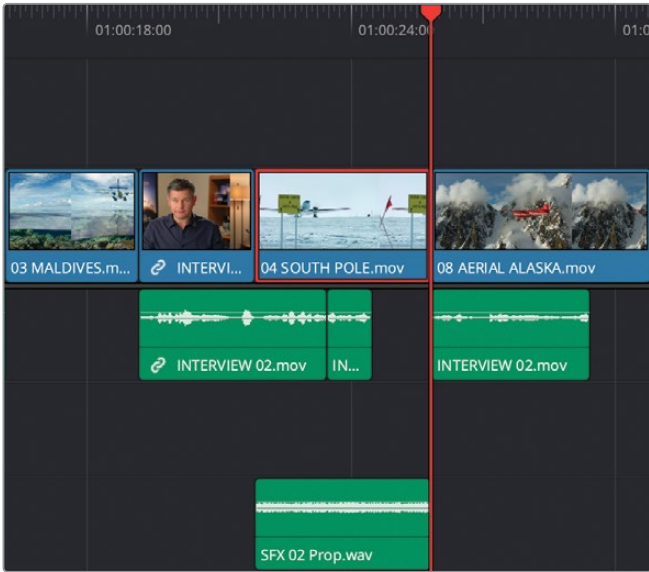 01:00:18:00
01:00:24:00
01:0
03 MALDIVES.m...
INTERVI...
04 SOUTH POLE.mov
08 AERIAL ALASKA.mov
INTERVIEW 02.mov
IN...
INTERVIEW 02.mov
SFX 02 Prop.wav